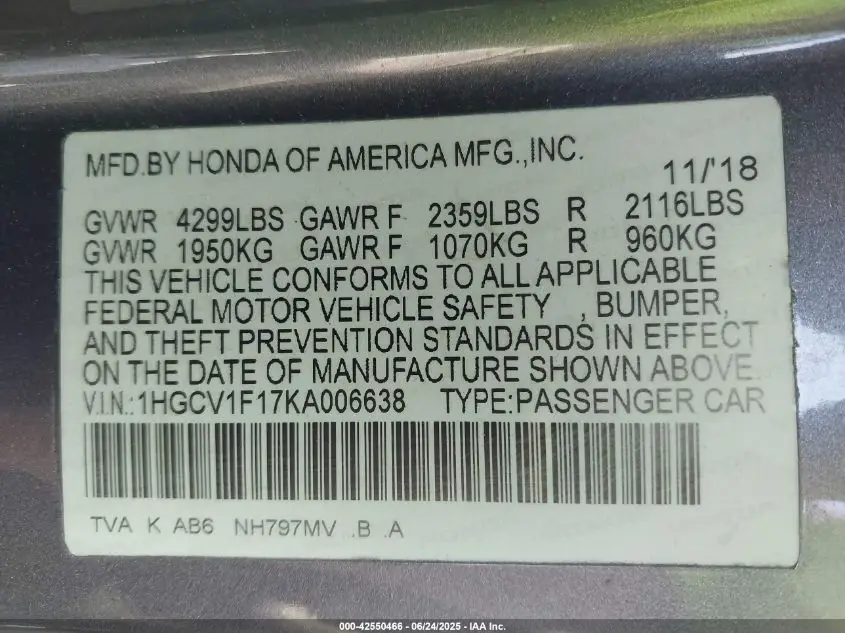 MFD.BY HONDA OF AMERICA MFG.,INC.
11/'18
GVWR 4299LBS GAWR F 2359LBS R 2116LBS
GVWR 1950KG GAWR F 1070KG R 960KG
THIS VEHICLE CONFORMS TO ALL APPLICABLE
FEDERAL MOTOR VEHICLE SAFETY , BUMPER,
AND THEFT PREVENTION STANDARDS IN EFFECT
ON THE DATE OF MANUFACTURE SHOWN ABOVE.
V.I.N.:1HGCV1F17KA006638 TYPE:PASSENGER CAR
TVA K AB6 NH797MV .B .A
000-42550466 - 06/24/2025 - IAA Inc.